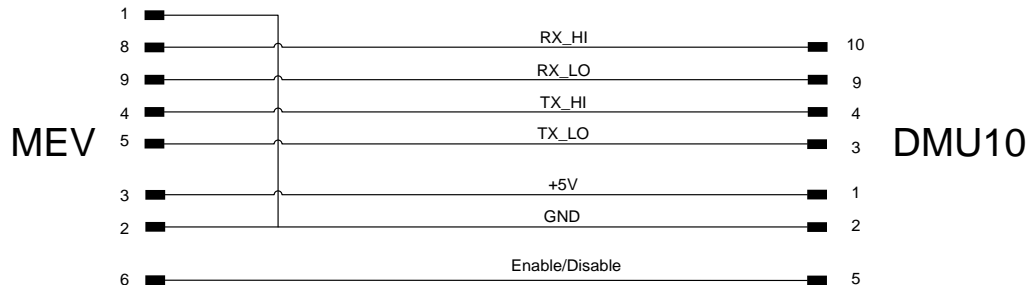 1
8 RX_HI 10
9 RX_LO 9
4 TX_HI 4
MEV 5 TX_LO 3 DMU10
3 +5V 1
2 GND 2
6 Enable/Disable 5